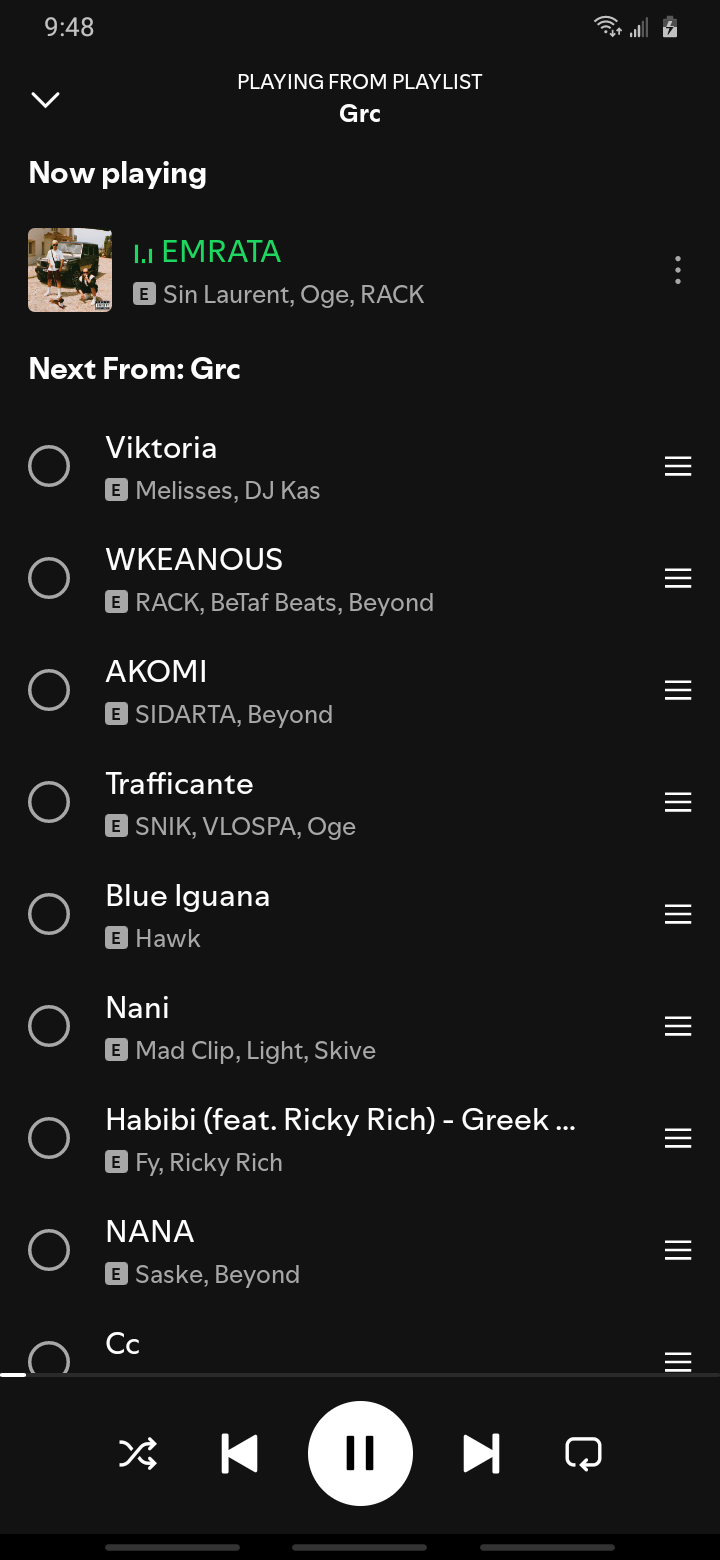 9:48
PLAYING FROM PLAYLIST
Grc
Now playing
EMRATA
E Sin Laurent, Oge, RACK
Next From: Grc
Viktoria
E Melisses, DJ Kas
WKEANOUS
E RACK, BeTaf Beats, Beyond
AKOMI
E SIDARTA, Beyond
Trafficante
E SNIK, VLOSPA, Oge
Blue Iguana
E Hawk
Nani
E Mad Clip, Light, Skive
Habibi (feat. Ricky Rich) - Greek ...
E Fy, Ricky Rich
NANA
E Saske, Beyond
Cc